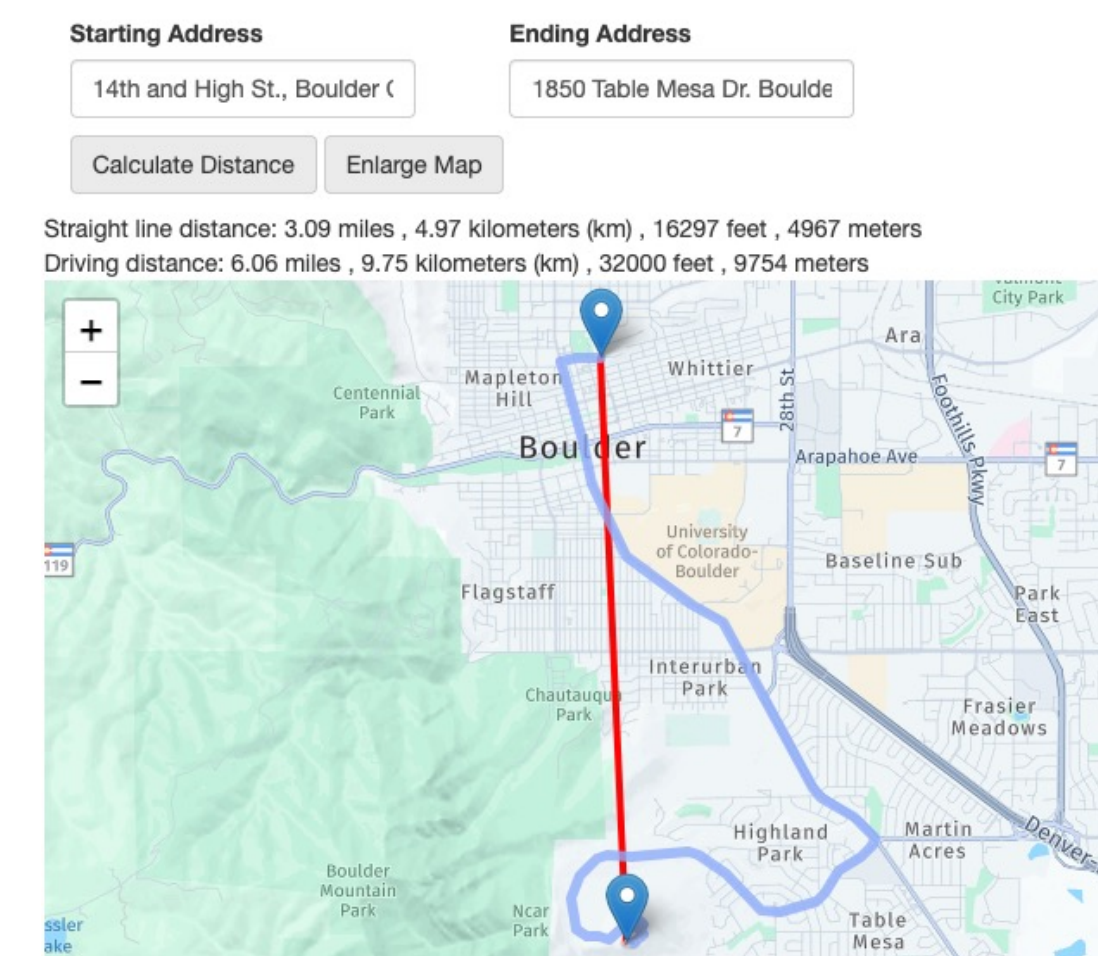 Starting Address
Ending Address
14th and High St., Boulder
1850 Table Mesa Dr. Boulde
Calculate Distance
Enlarge Map
Straight line distance: 3.09 miles , 4.97 kilometers (km) , 16297 feet , 4967 meters
Driving distance: 6.06 miles , 9.75 kilometers (km) , 32000 feet , 9754 meters
+
−
City Park
Ara
Whittier
Mapleton
Hill
Centennial
Park
28th St
Foothills Pkwy
7
Boulder
Arapahoe Ave
7
119
University
of Colorado-
Boulder
Baseline Sub
Flagstaff
Park
East
Interurban
Park
Chautauqua
Park
Frasier
Meadows
Highland
Park
Martin
Acres
Denver-
Boulder
Mountain
Park
Ncar
Park
Table
Mesa
ssler
ake